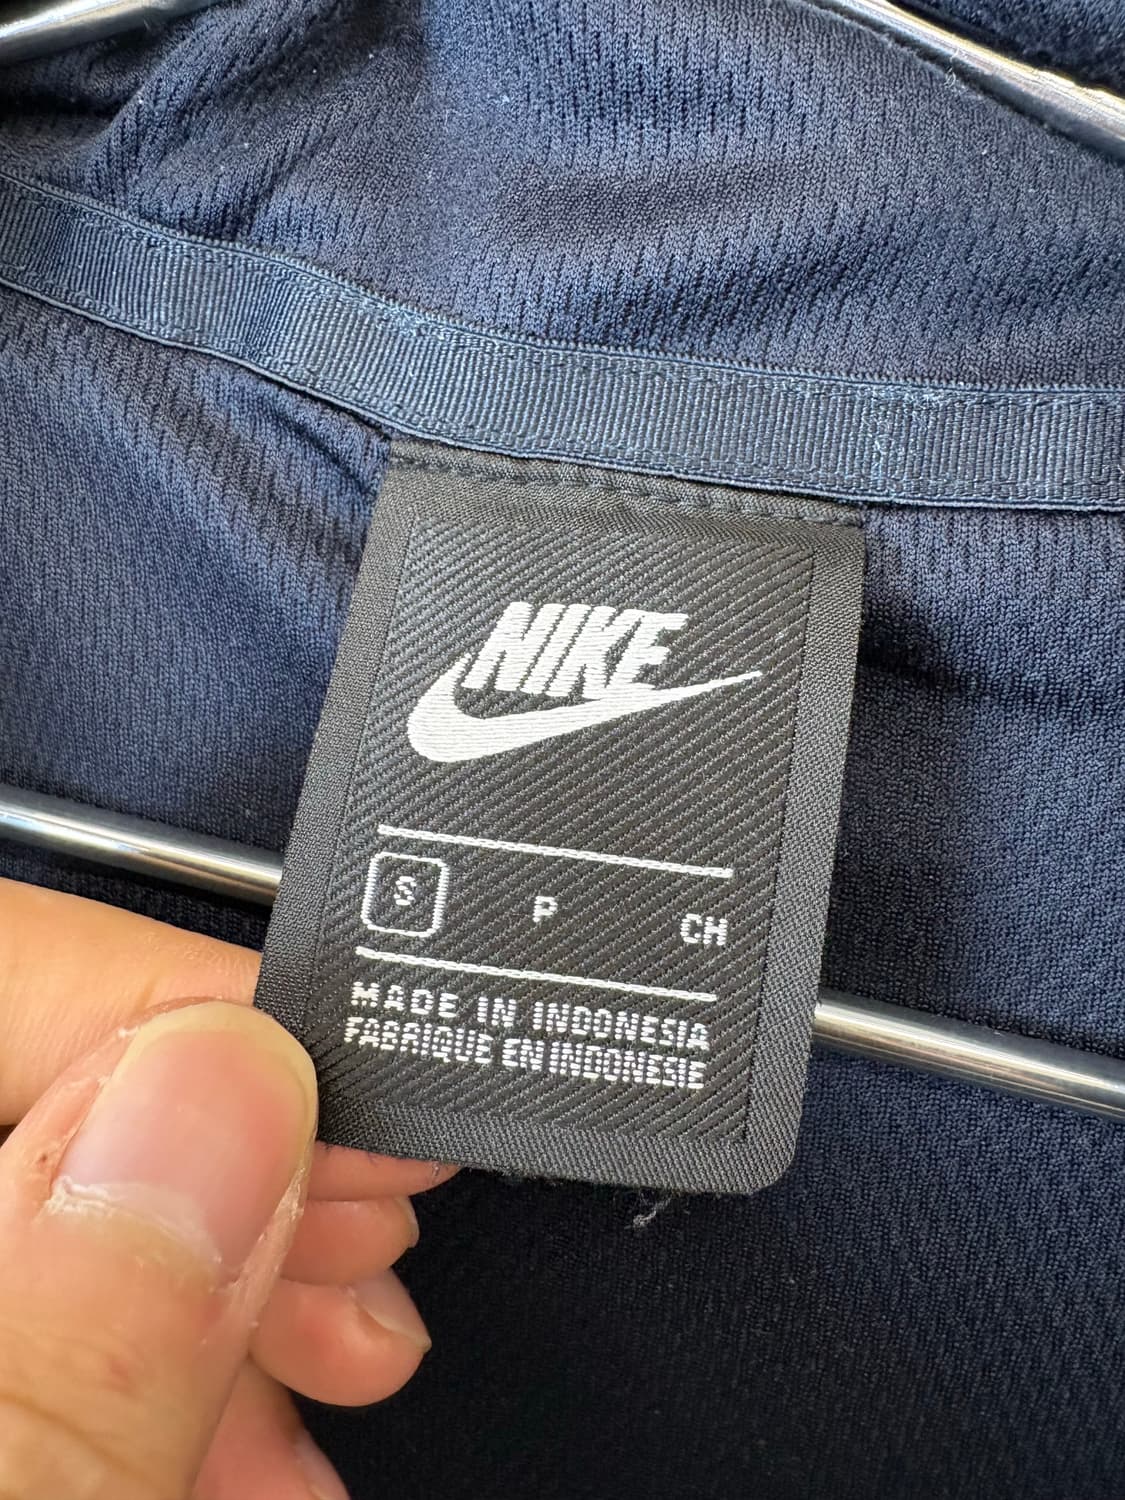 NIKE
S P CH
MADE IN INDONESIA
FABRIQUE EN INDONESIE